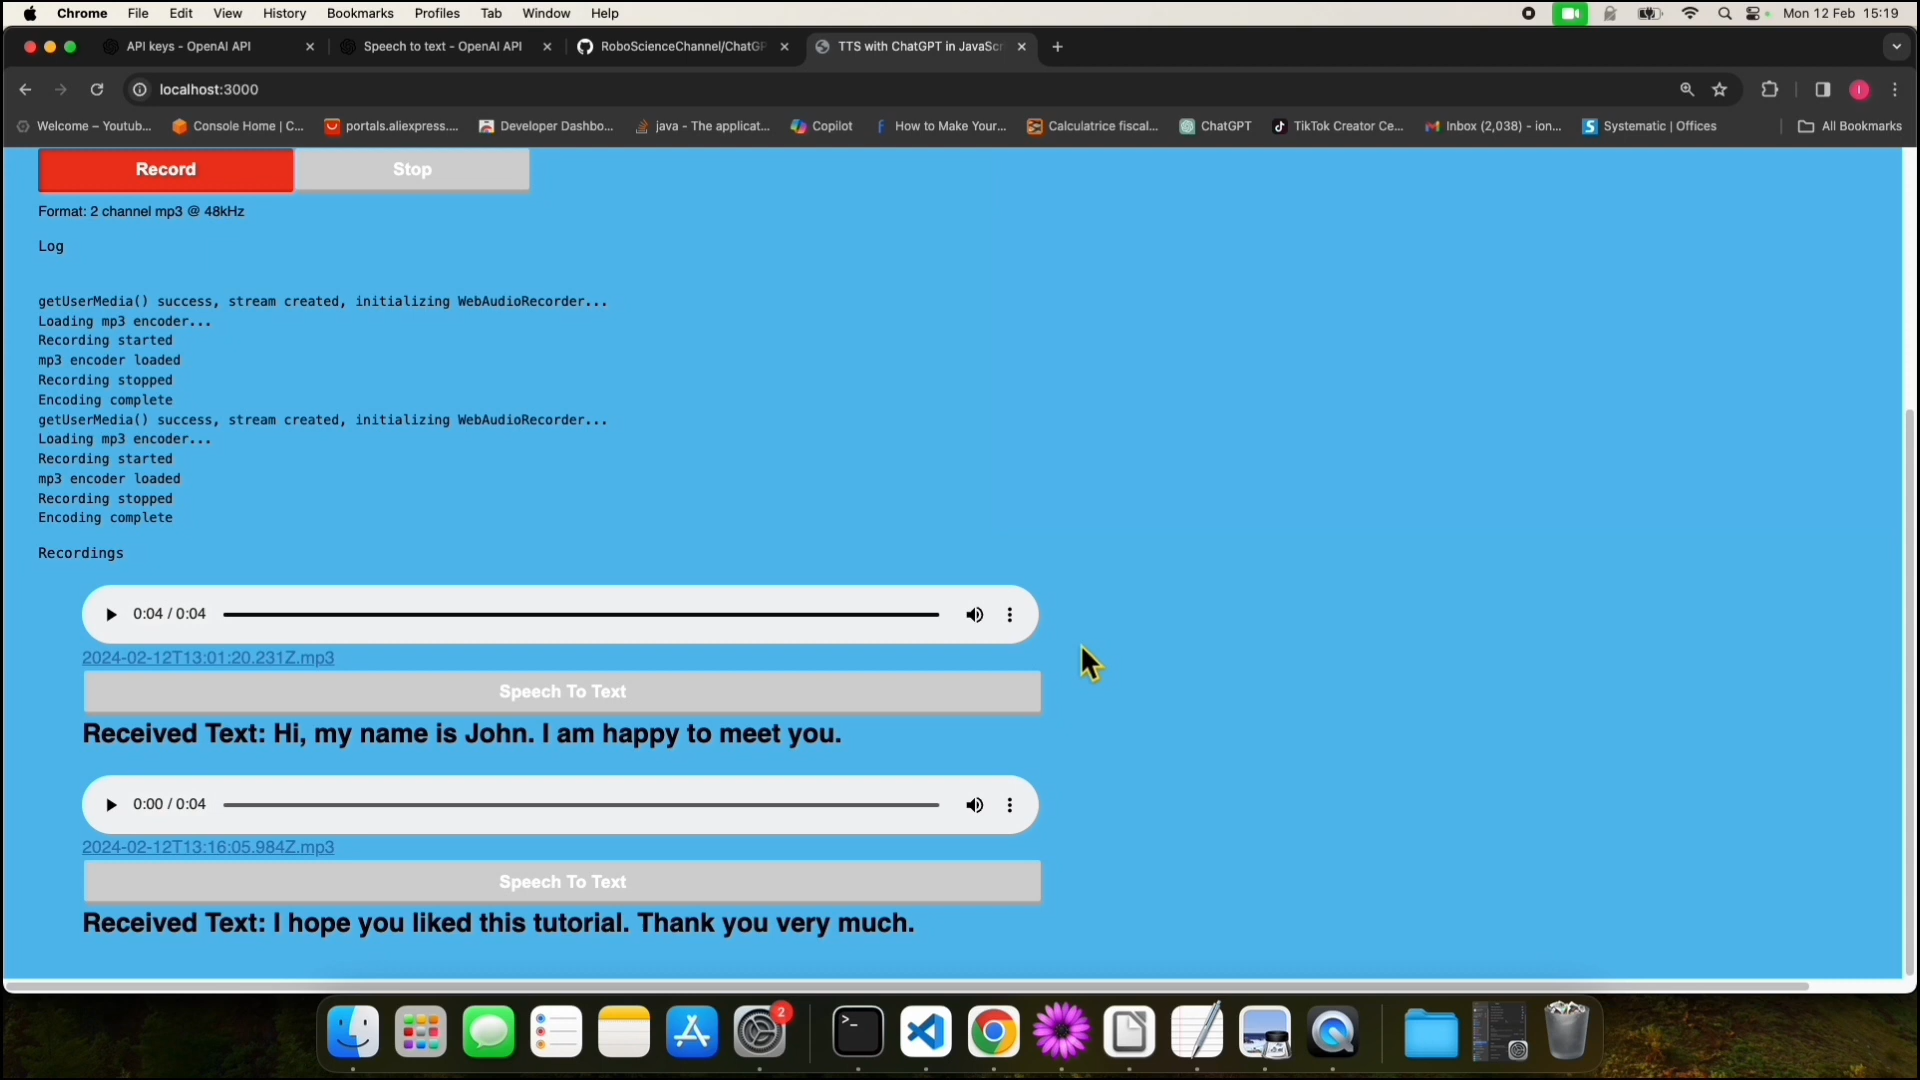 Chrome File Edit View History Bookmarks Profiles Tab Window Help Mon 12 Feb 15:19
API keys - OpenAI API Speech to text - OpenAI API RoboScienceChannel/ChatGP TTS with ChatGPT in JavaScr
localhost:3000
Welcome – Youtub... Console Home | C... portals.aliexpress.... Developer Dashbo... java - The applicat... Copilot How to Make Your... Calculatrice fiscal... ChatGPT TikTok Creator Ce... Inbox (2,038) - ion... Systematic | Offices All Bookmarks
Record Stop
Format: 2 channel mp3 @ 48kHz
Log
getUserMedia() success, stream created, initializing WebAudioRecorder...
Loading mp3 encoder...
Recording started
mp3 encoder loaded
Recording stopped
Encoding complete
getUserMedia() success, stream created, initializing WebAudioRecorder...
Loading mp3 encoder...
Recording started
mp3 encoder loaded
Recording stopped
Encoding complete
Recordings
0:04 / 0:04
2024-02-12T13:01:20.231Z.mp3
Speech To Text
Received Text: Hi, my name is John. I am happy to meet you.
0:00 / 0:04
2024-02-12T13:16:05.984Z.mp3
Speech To Text
Received Text: I hope you liked this tutorial. Thank you very much.
2